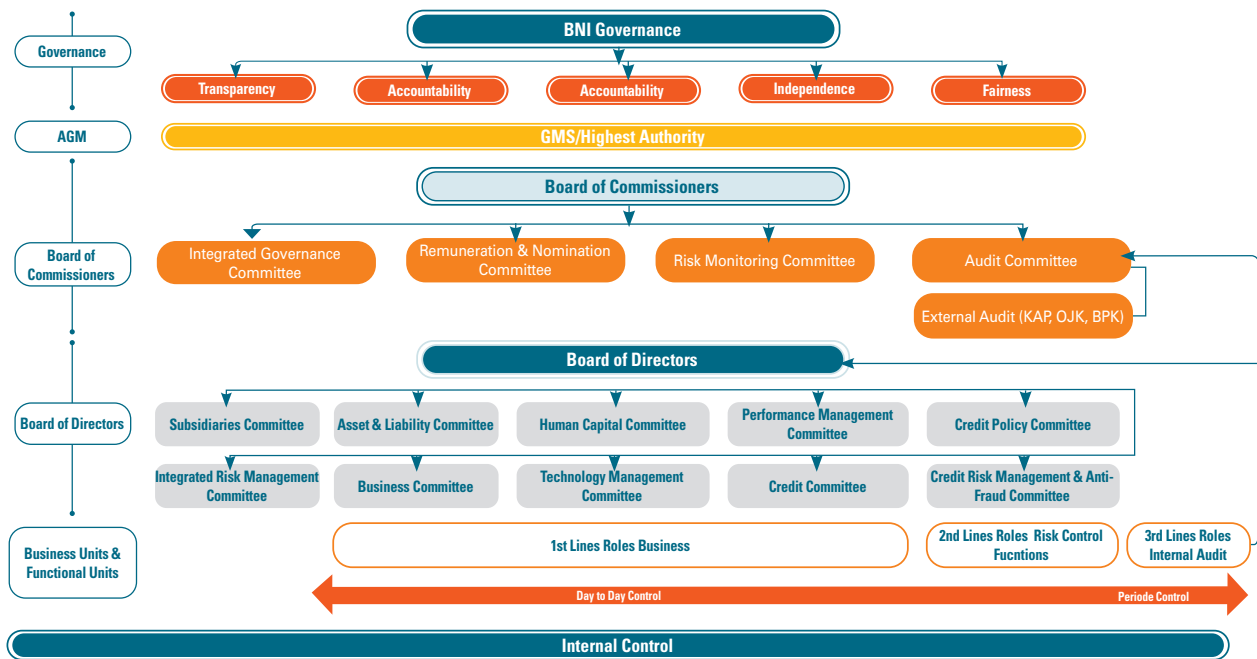 BNI Governance
Governance
Transparency
Accountability
Accountability
Independence
Fairness
AGM
GMS/Highest Authority
Board of Commissioners
Board of
Commissioners
Integrated Governance
Committee
Remuneration & Nomination
Committee
Risk Monitoring Committee
Audit Committee
External Audit (KAP, OJK, BPK)
Board of Directors
Board of Directors
Subsidiaries Committee
Asset & Liability Committee
Human Capital Committee
Performance Management
Committee
Credit Policy Committee
Integrated Risk Management
Committee
Business Committee
Technology Management
Committee
Credit Committee
Credit Risk Management & Anti-
Fraud Committee
Business Units &
Functional Units
1st Lines Roles Business
2nd Lines Roles Risk Control
Fucntions
3rd Lines Roles
Internal Audit
Day to Day Control
Periode Control
Internal Control